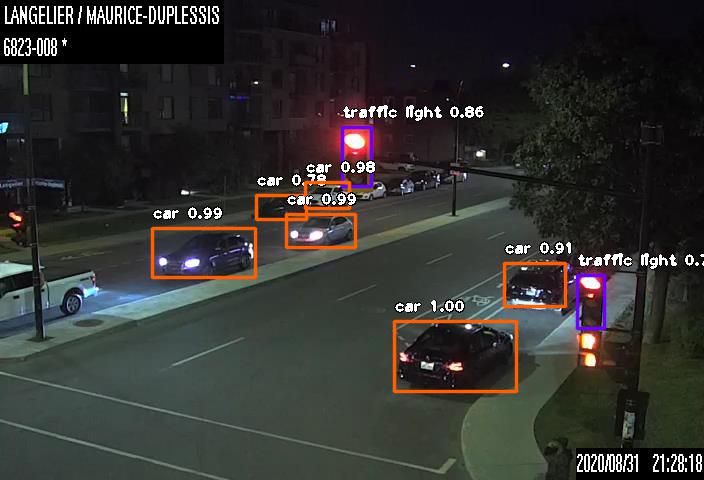 LANGELIER / MAURICE-DUPLESSIS
6823-008 *
traffic light 0.86
car 0.98
car 0.78
car 0.99
car 0.99
car 0.91
traffic light 0.7
car 1.00
Langelier
2020/08/31 21:28:18